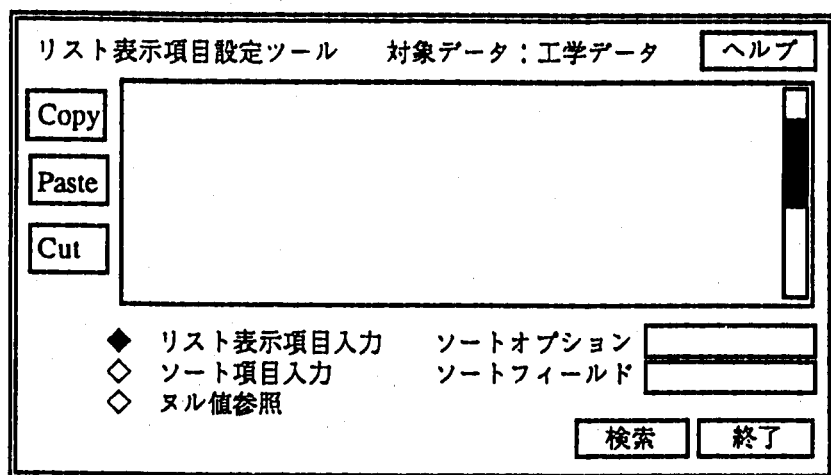 リスト表示項目設定ツール 対象データ：工学データ ヘルプ
Copy
Paste
Cut
リスト表示項目入力 ソートオプション
ソート項目入力 ソートフィールド
ヌル値参照
検索 終了